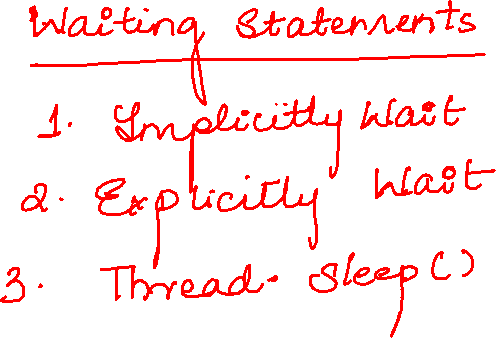 Waiting Statements
1. Implicitly Wait
2. Explicitly Wait
3. Thread. Sleep()